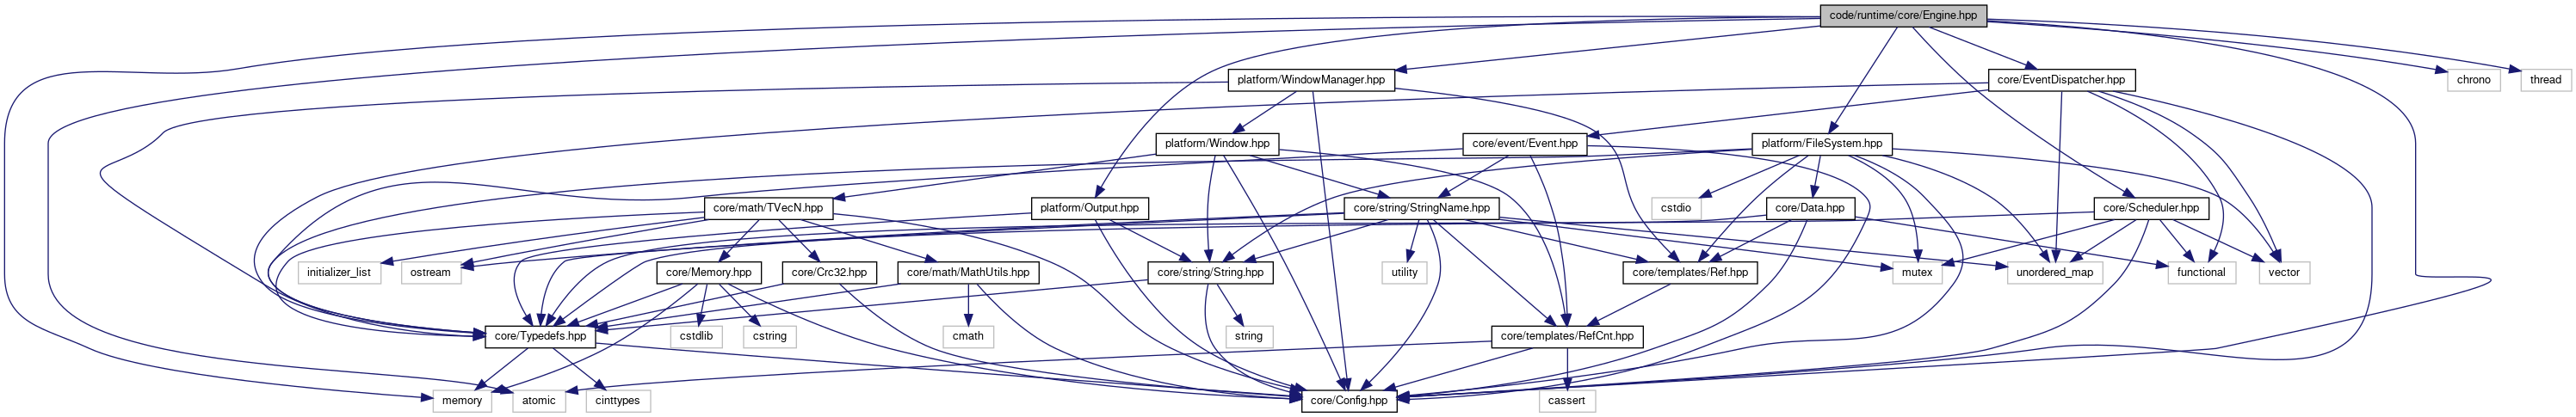 code/runtime/core/Engine.hpp
platform/WindowManager.hpp
core/EventDispatcher.hpp
chrono
thread
platform/Window.hpp
core/event/Event.hpp
platform/FileSystem.hpp
core/math/TVecN.hpp
platform/Output.hpp
core/string/StringName.hpp
cstdio
core/Data.hpp
core/Scheduler.hpp
initializer_list
ostream
core/Memory.hpp
core/Crc32.hpp
core/math/MathUtils.hpp
core/string/String.hpp
utility
core/templates/Ref.hpp
mutex
unordered_map
functional
vector
core/Typedefs.hpp
cstdlib
cstring
cmath
string
core/templates/RefCnt.hpp
memory
atomic
cinttypes
core/Config.hpp
cassert